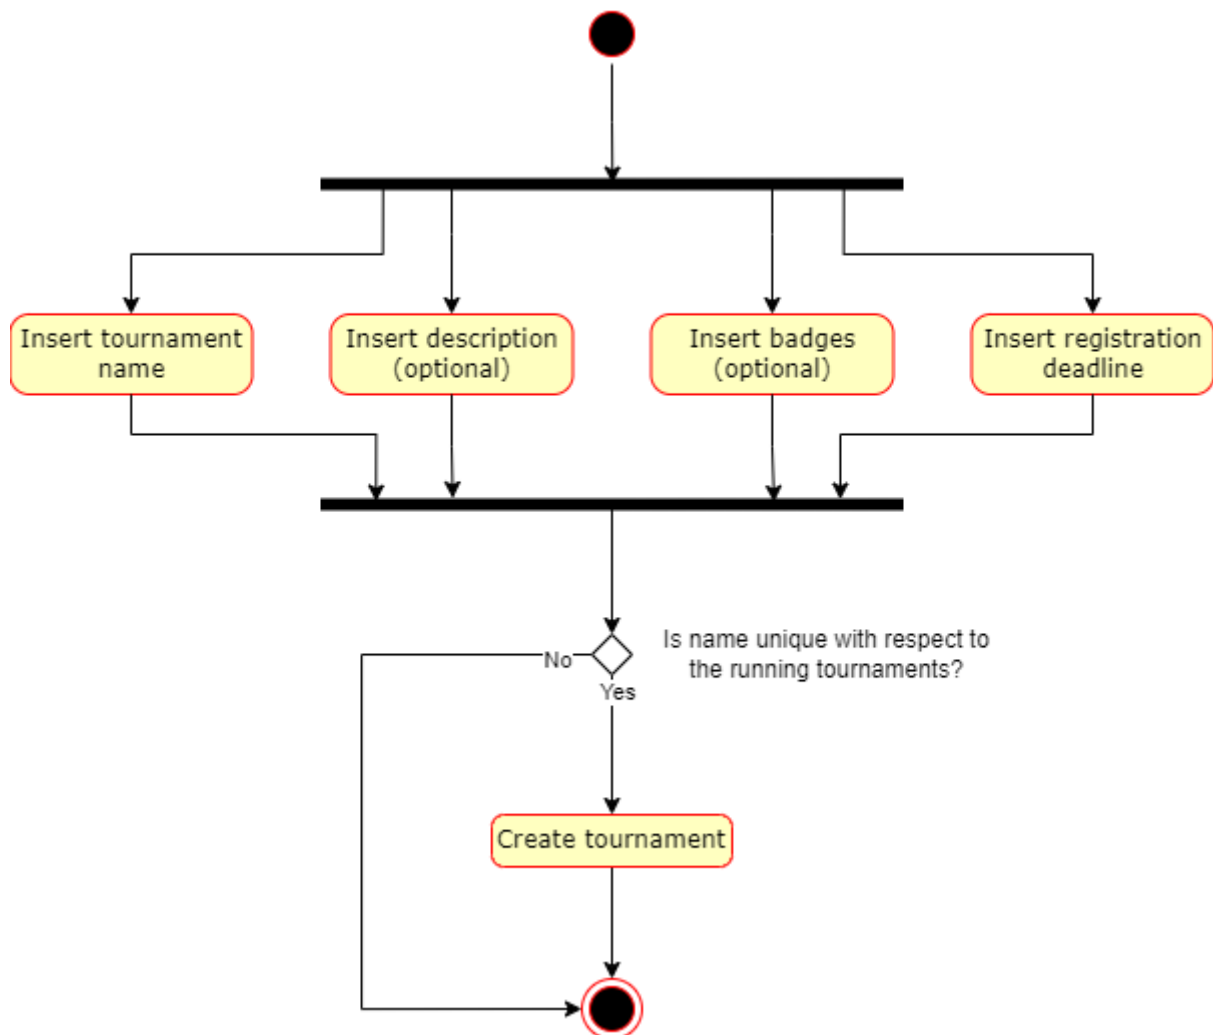 Insert tournament
name
Insert description
(optional)
Insert badges
(optional)
Insert registration
deadline
Is name unique with respect to
the running tournaments?
No
Yes
Create tournament